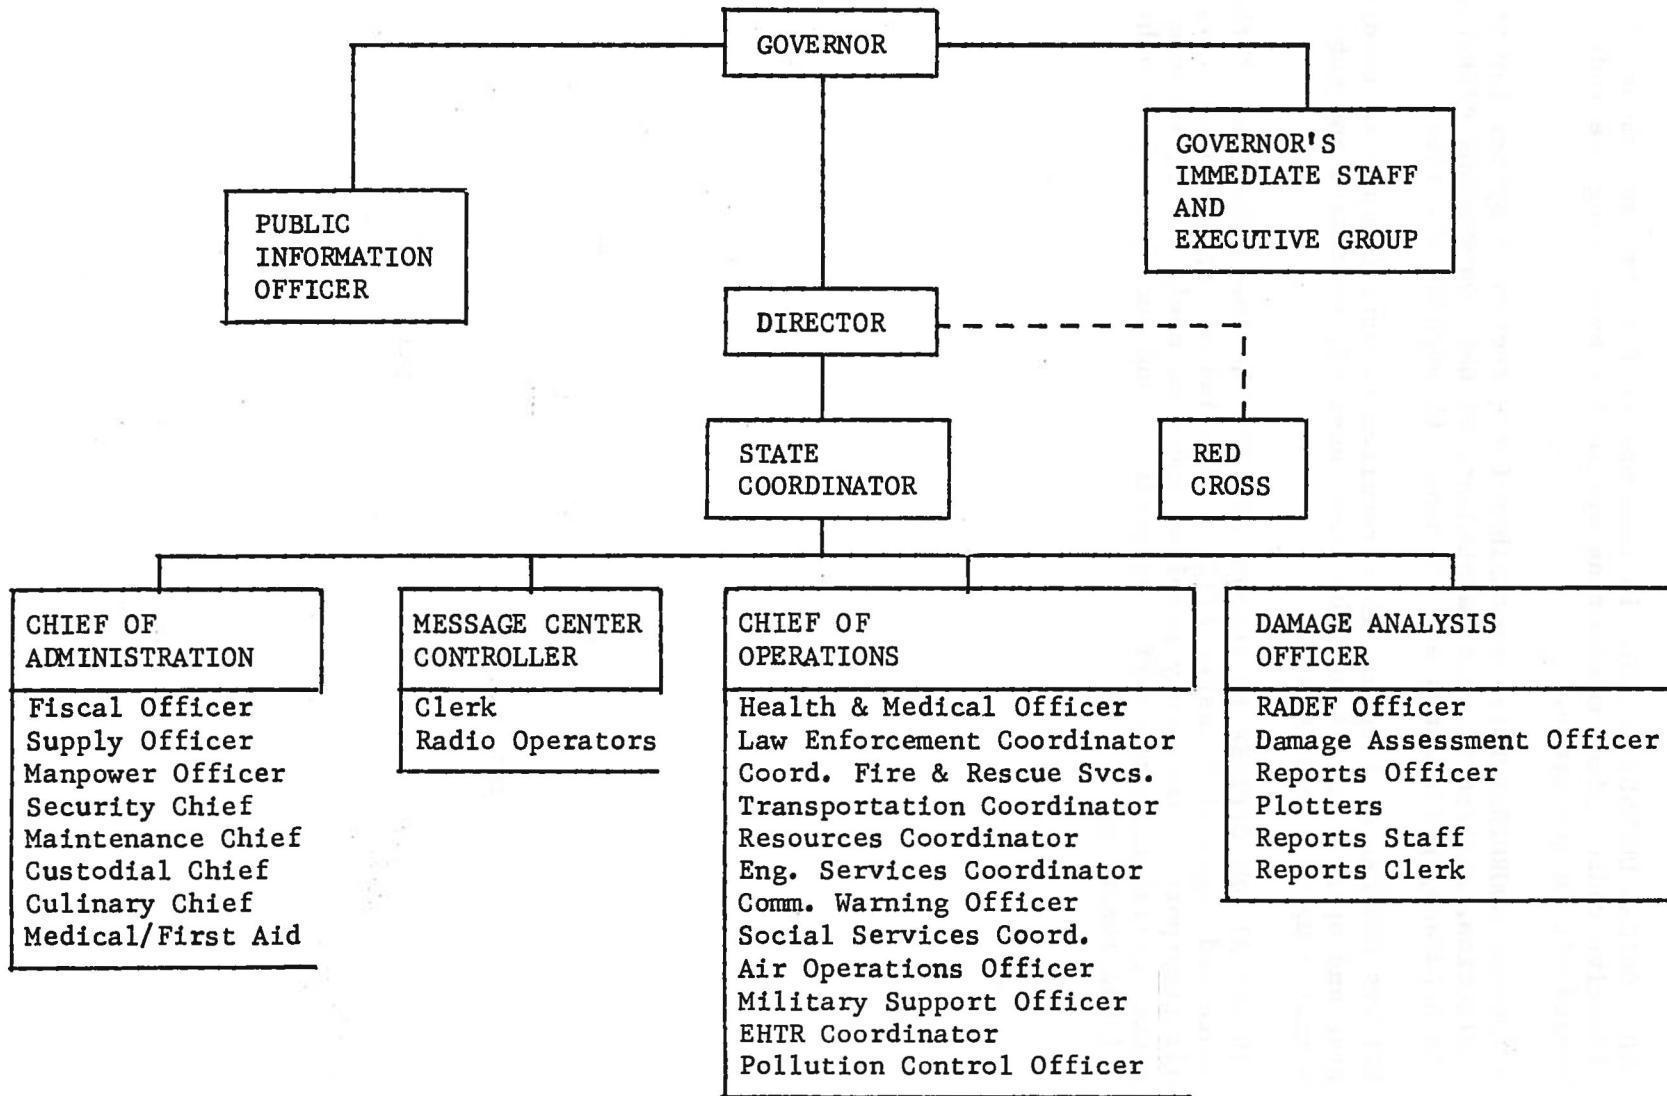 GOVERNOR
GOVERNOR'S
IMMEDIATE STAFF
AND
EXECUTIVE GROUP
PUBLIC
INFORMATION
OFFICER
DIRECTOR
STATE
COORDINATOR
RED
CROSS
CHIEF OF
ADMINISTRATION
Fiscal Officer
Supply Officer
Manpower Officer
Security Chief
Maintenance Chief
Custodial Chief
Culinary Chief
Medical/First Aid
MESSAGE CENTER
CONTROLLER
Clerk
Radio Operators
CHIEF OF
OPERATIONS
Health & Medical Officer
Law Enforcement Coordinator
Coord. Fire & Rescue Svcs.
Transportation Coordinator
Resources Coordinator
Eng. Services Coordinator
Comm. Warning Officer
Social Services Coord.
Air Operations Officer
Military Support Officer
EHTR Coordinator
Pollution Control Officer
DAMAGE ANALYSIS
OFFICER
RADEF Officer
Damage Assessment Officer
Reports Officer
Plotters
Reports Staff
Reports Clerk